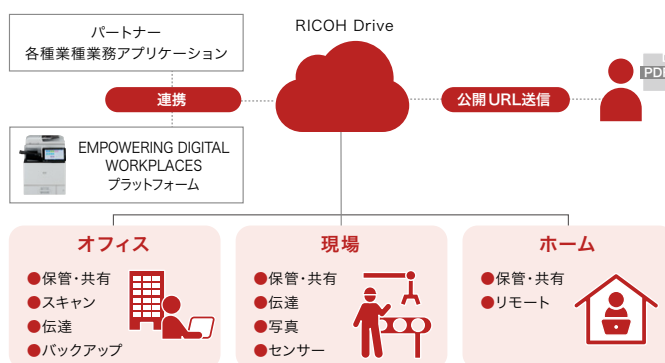 パートナー
各種業種業務アプリケーション
RICOH Drive
連携
公開URL送信
EMPOWERING DIGITAL
WORKPLACES
プラットフォーム
オフィス
●保管・共有
●スキャン
●伝達
●バックアップ
現場
●保管・共有
●伝達
●写真
●センサー
ホーム
●保管・共有
●リモート